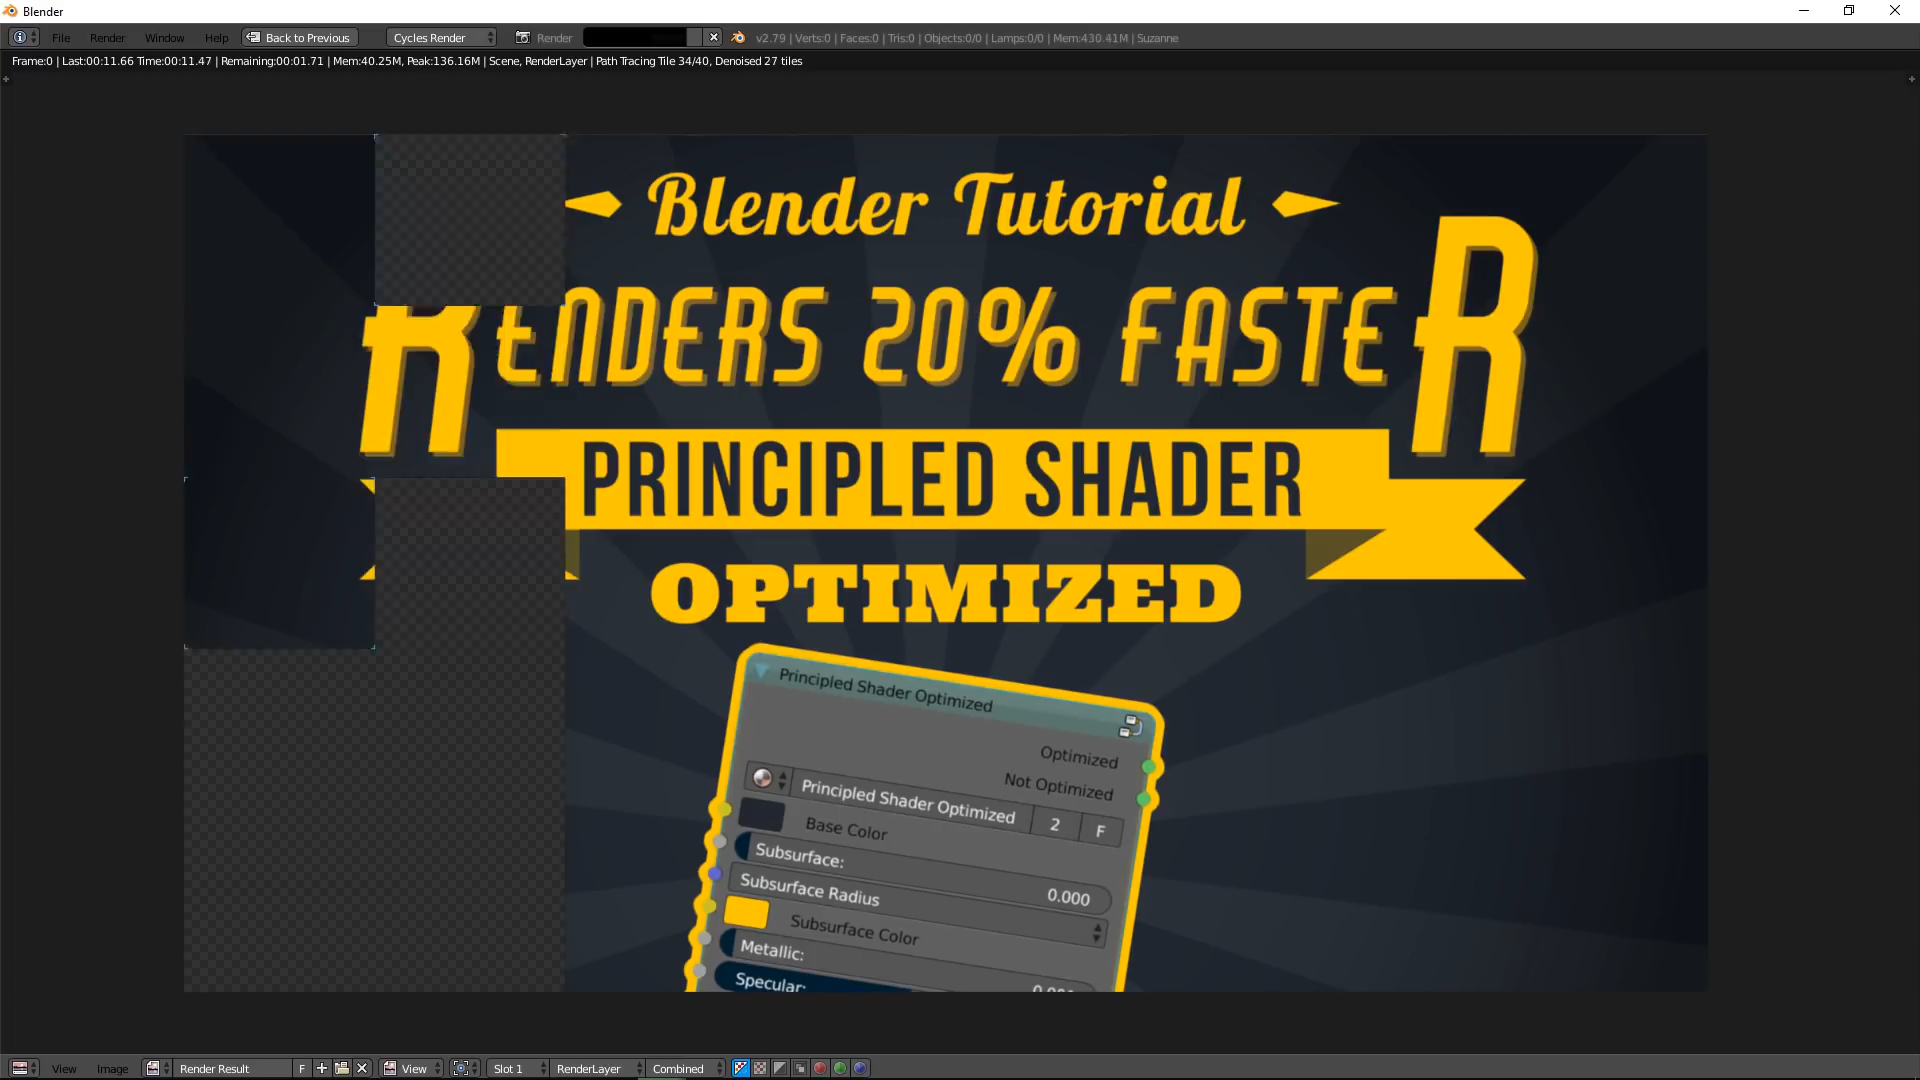 Blender
File Render Window Help Back to Previous Cycles Render Render v2.79 | Verts:0 | Faces:0 | Tris:0 | Objects:0/0 | Lamps:0/0 | Mem:430.41M | Suzanne
Frame:0 | Last:00:11.66 Time:00:11.47 | Remaining:00:01.71 | Mem:40.25M, Peak:136.16M | Scene, RenderLayer | Path Tracing Tile 34/40, Denoised 27 tiles
Blender Tutorial
RENDERS 20% FASTER
PRINCIPLED SHADER
OPTIMIZED
Principled Shader Optimized
Optimized
Not Optimized
Principled Shader Optimized 2 F
Base Color
Subsurface: 0.000
Subsurface Radius
Subsurface Color
Metallic: 0.000
Specular:
View Image Render Result F View Slot 1 RenderLayer Combined